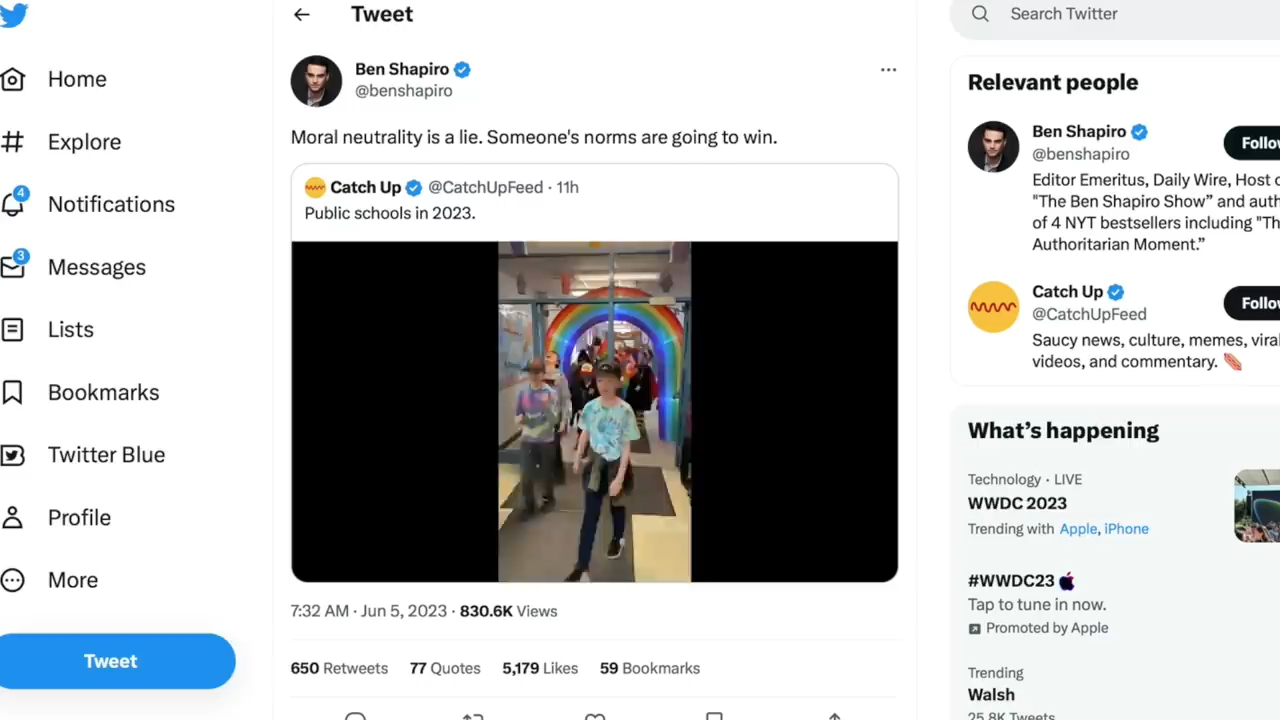 Tweet
Search Twitter
Home
Explore
4
Notifications
3
Messages
Lists
Bookmarks
Twitter Blue
Profile
More
Tweet
Ben Shapiro
@benshapiro
Moral neutrality is a lie. Someone's norms are going to win.
Catch Up @CatchUpFeed · 11h
Public schools in 2023.
7:32 AM · Jun 5, 2023 · 830.6K Views
650 Retweets 77 Quotes 5,179 Likes 59 Bookmarks
Relevant people
Ben Shapiro
@benshapiro
Follo
Editor Emeritus, Daily Wire, Host o
"The Ben Shapiro Show” and auth
of 4 NYT bestsellers including "Th
Authoritarian Moment.”
Catch Up
@CatchUpFeed
Follo
Saucy news, culture, memes, viral
videos, and commentary.
What’s happening
Technology · LIVE
WWDC 2023
Trending with Apple, iPhone
#WWDC23
Tap to tune in now.
Promoted by Apple
Trending
Walsh
25.8K Tweets